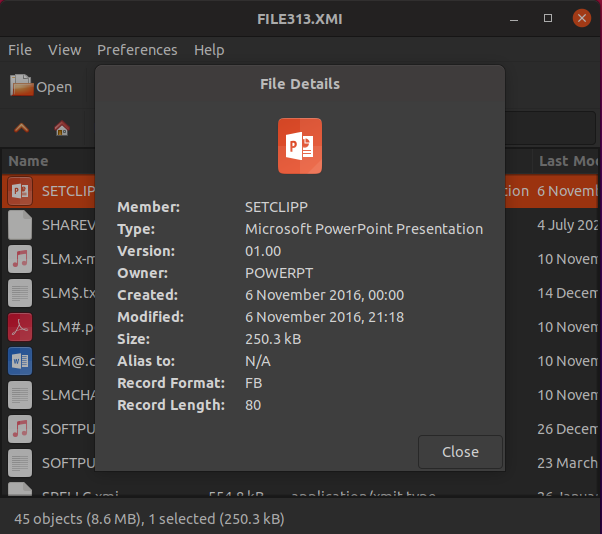 FILE313.XMI
File View Preferences Help
Open
File Details
P
Name
Last Mo
SETCLIPP
tion 6 Novemb
SHAREV
4 July 202
SLM.x-m
10 Novem
SLM$.tx
14 Decem
SLM#.p
10 Novem
SLM@.d
10 Novem
SLMCHA
10 Novem
SOFTPU
26 Decem
SOFTPU
23 March
SPELLC.xmi 554.8 kB application/xmit type 26 Janua
Member: SETCLIPP
Type: Microsoft PowerPoint Presentation
Version: 01.00
Owner: POWERPT
Created: 6 November 2016, 00:00
Modified: 6 November 2016, 21:18
Size: 250.3 kB
Alias to: N/A
Record Format: FB
Record Length: 80
Close
45 objects (8.6 MB), 1 selected (250.3 kB)